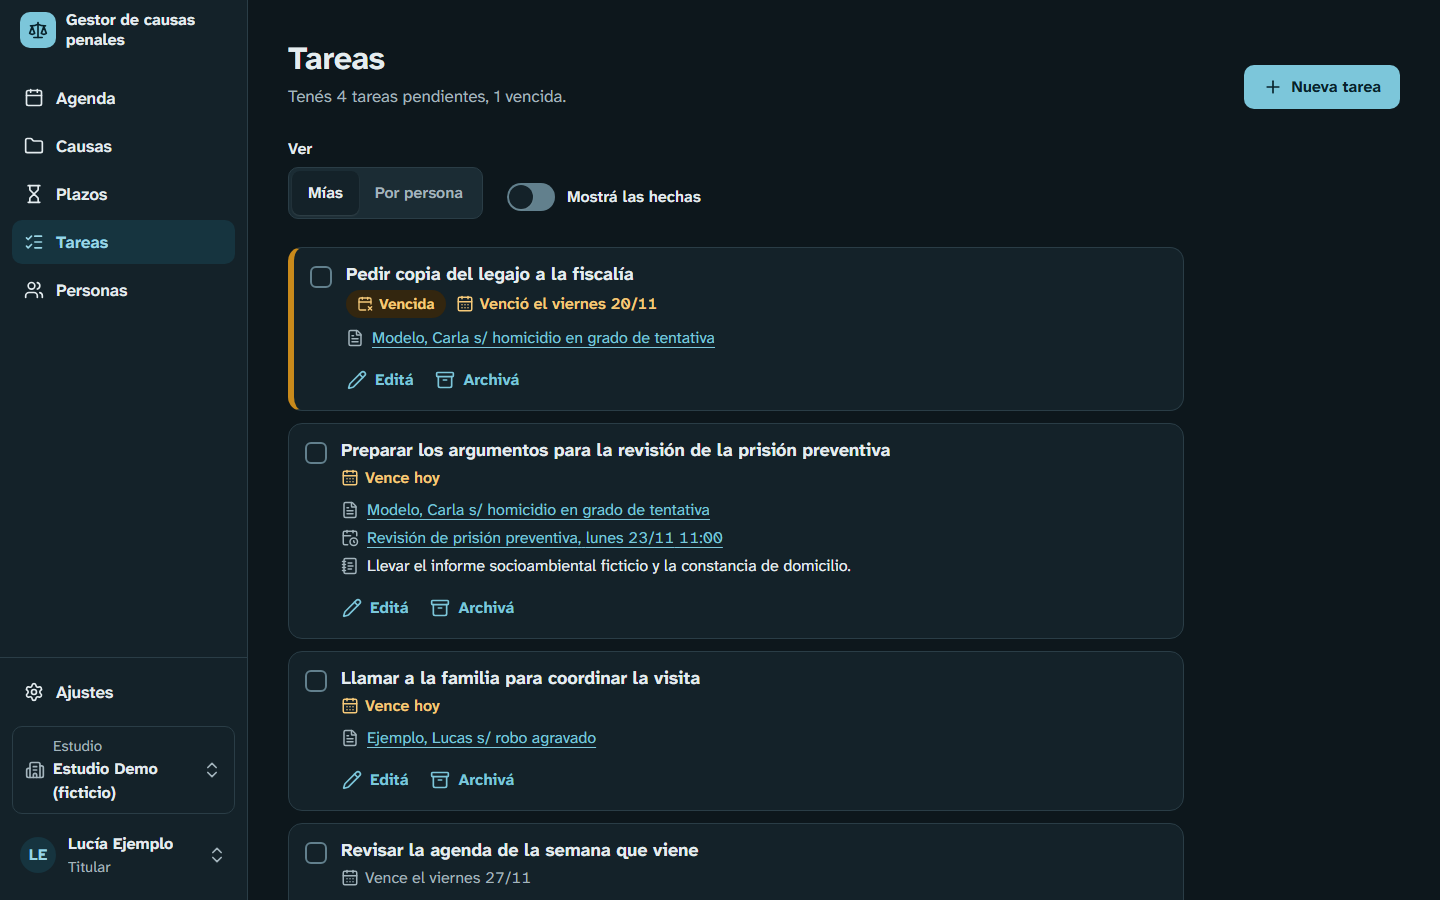 Gestor de causas
penales
Agenda
Causas
Plazos
Tareas
Personas
Ajustes
Estudio
Estudio Demo
(ficticio)
LE
Lucía Ejemplo
Titular
Tareas
Tenés 4 tareas pendientes, 1 vencida.
Nueva tarea
Ver
Mías
Por persona
Mostrá las hechas
Pedir copia del legajo a la fiscalía
Vencida
Venció el viernes 20/11
Modelo, Carla s/ homicidio en grado de tentativa
Editá
Archivá
Preparar los argumentos para la revisión de la prisión preventiva
Vence hoy
Modelo, Carla s/ homicidio en grado de tentativa
Revisión de prisión preventiva, lunes 23/11 11:00
Llevar el informe socioambiental ficticio y la constancia de domicilio.
Editá
Archivá
Llamar a la familia para coordinar la visita
Vence hoy
Ejemplo, Lucas s/ robo agravado
Editá
Archivá
Revisar la agenda de la semana que viene
Vence el viernes 27/11